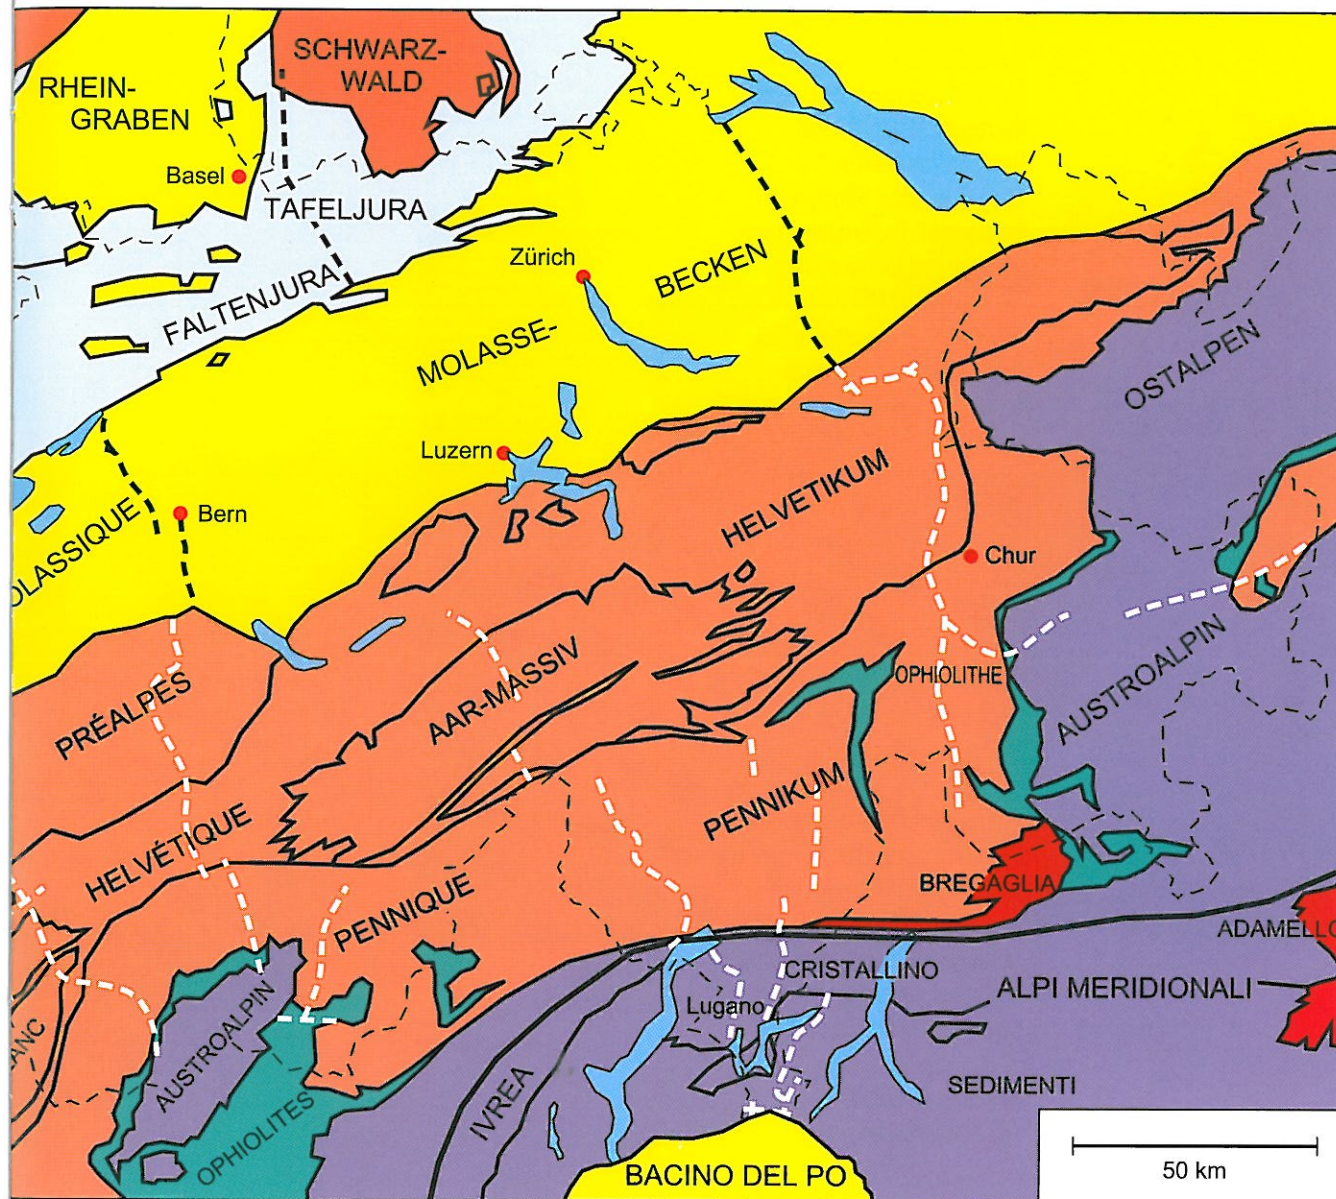 SCHWARZ-
WALD
RHEIN-
GRABEN
Basel
TAFELJURA
FALTENJURA
Zürich
BECKEN
MOLASSE-
OSTALPEN
Luzern
HELVETIKUM
Bern
OLASSIQUE
Chur
AAR-MASSIV
OPHIOLITHE
AUSTROALPIN
PRÉALPES
PENNIKUM
HELVÉTIQUE
BREGAGLIA
PENNIQUE
ADAMELLO
CRISTALLINO
ALPI MERIDIONALI
Lugano
ANC
AUSTROALPIN
SEDIMENTI
IVREA
OPHIOLITES
BACINO DEL PO
50 km